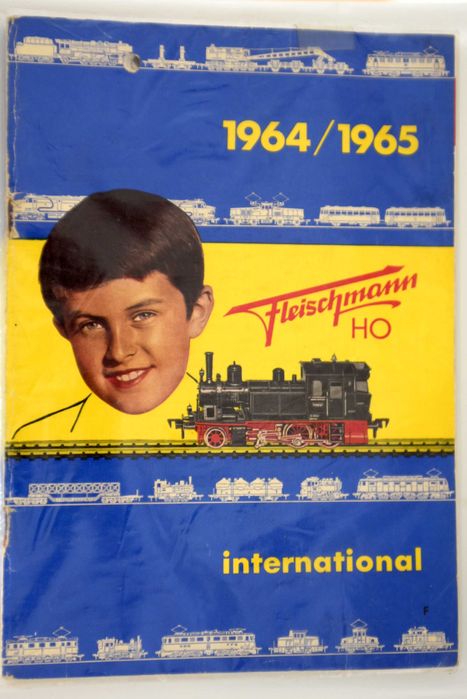 1964/1965
Fleischmann
HO
international
F